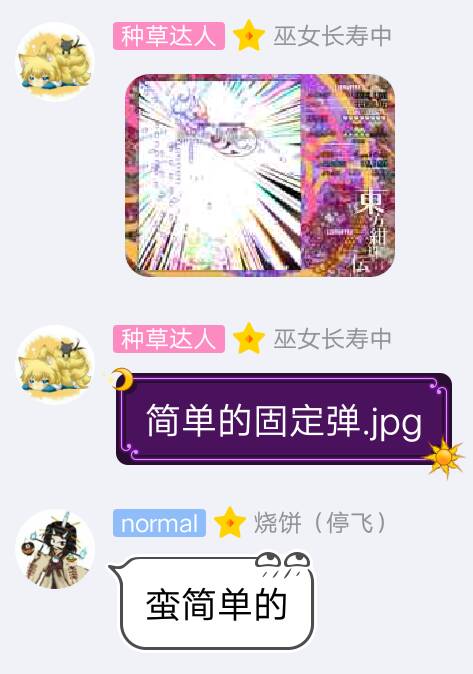 种草达人 巫女长寿中
東方紺珠伝
种草达人 巫女长寿中
简单的固定弹.jpg
normal 烧饼（停飞）
蛮简单的